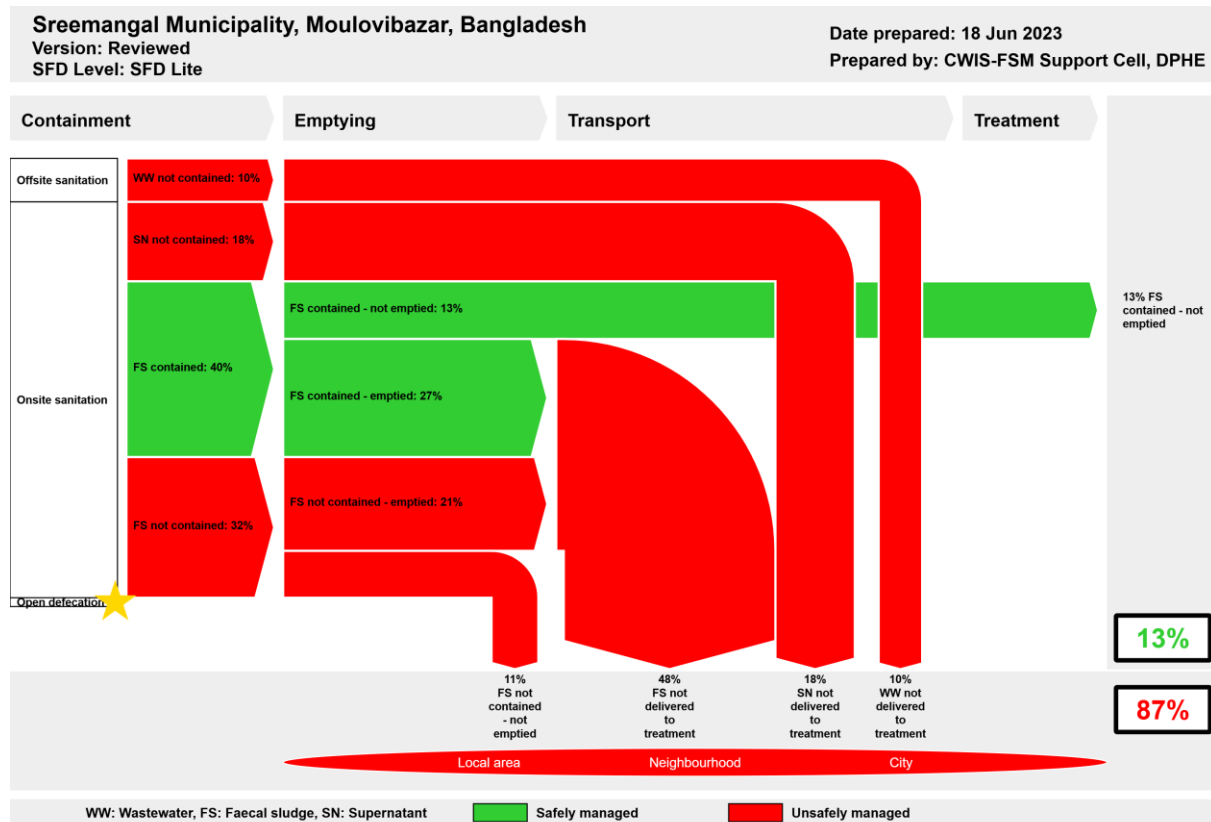 Sreemangal Municipality, Moulovibazar, Bangladesh
Version: Reviewed
SFD Level: SFD Lite
Date prepared: 18 Jun 2023
Prepared by: CWIS-FSM Support Cell, DPHE
Containment
Emptying
Transport
Treatment
Offsite sanitation
WW not contained: 10%
SN not contained: 18%
FS contained - not emptied: 13%
13% FS
contained - not
emptied
FS contained: 40%
FS contained - emptied: 27%
Onsite sanitation
FS not contained - emptied: 21%
FS not contained: 32%
Open defecation
13%
11%
FS not
contained
- not
emptied
48%
FS not
delivered
to
treatment
18%
SN not
delivered
to
treatment
10%
WW not
delivered
to
treatment
87%
Local area
Neighbourhood
City
WW: Wastewater, FS: Faecal sludge, SN: Supernatant
Safely managed
Unsafely managed